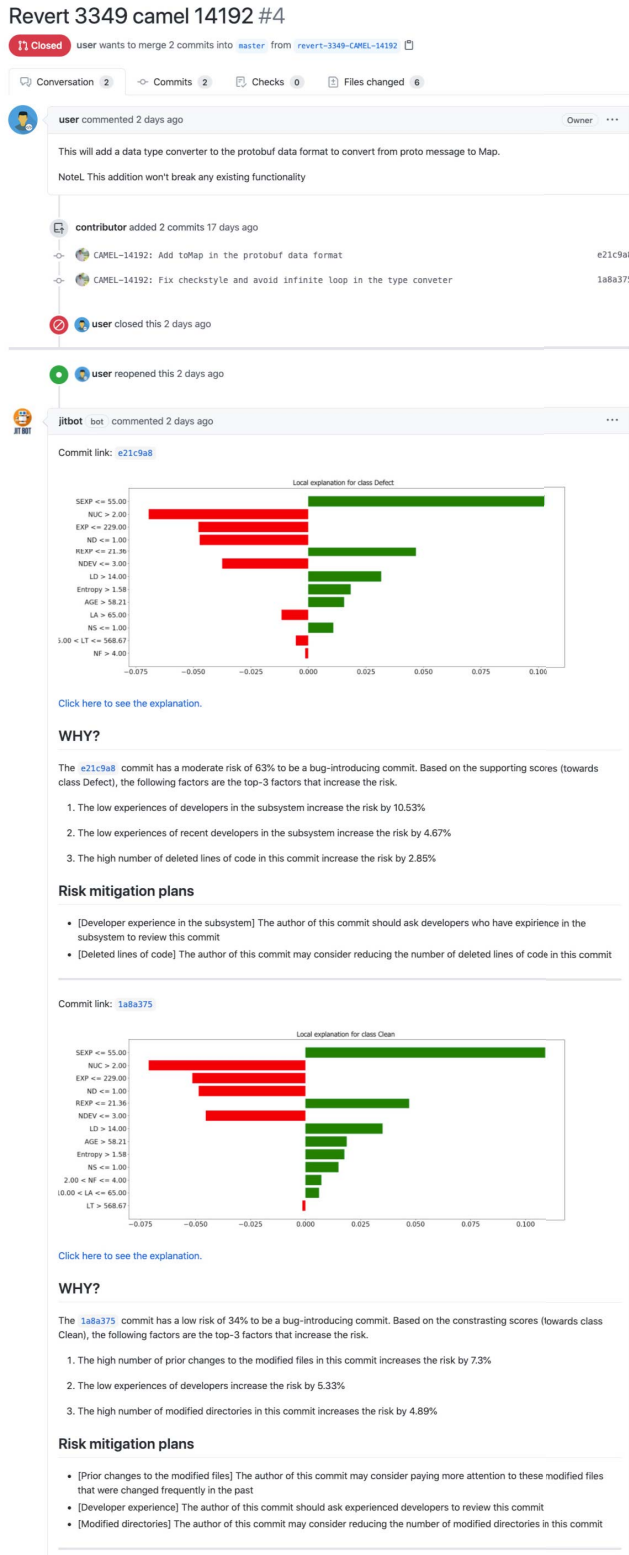 Revert 3349 camel 14192 #4
Closed user wants to merge 2 commits into master from revert-3349-CAMEL-14192
Conversation 2 Commits 2 Checks 0 Files changed 6
user commented 2 days ago Owner ...
This will add a data type converter to the protobuf data format to convert from proto message to Map.
NoteL This addition won't break any existing functionality
contributor added 2 commits 17 days ago
CAMEL-14192: Add toMap in the protobuf data format e21c9a8
CAMEL-14192: Fix checkstyle and avoid infinite loop in the type conveter 1a8a375
user closed this 2 days ago
user reopened this 2 days ago
JIT BOT
jitbot bot commented 2 days ago ...
Commit link: e21c9a8
Local explanation for class Defect
SEXP <= 55.00
NUC > 2.00
EXP <= 229.00
ND <= 1.00
REXP <= 21.36
NDEV <= 3.00
LD > 14.00
Entropy > 1.58
AGE > 58.21
LA > 65.00
NS <= 1.00
5.00 < LT <= 568.67
NF > 4.00
−0.075 −0.050 −0.025 0.000 0.025 0.050 0.075 0.100
Click here to see the explanation.
WHY?
The e21c9a8 commit has a moderate risk of 63% to be a bug-introducing commit. Based on the supporting scores (towards
class Defect), the following factors are the top-3 factors that increase the risk.
1. The low experiences of developers in the subsystem increase the risk by 10.53%
2. The low experiences of recent developers in the subsystem increase the risk by 4.67%
3. The high number of deleted lines of code in this commit increase the risk by 2.85%
Risk mitigation plans
• [Developer experience in the subsystem] The author of this commit should ask developers who have expirience in the
subsystem to review this commit
• [Deleted lines of code] The author of this commit may consider reducing the number of deleted lines of code in this commit
Commit link: 1a8a375
Local explanation for class Clean
SEXP <= 55.00
NUC > 2.00
EXP <= 229.00
ND <= 1.00
REXP <= 21.36
NDEV <= 3.00
LD > 14.00
AGE > 58.21
Entropy > 1.58
NS <= 1.00
2.00 < NF <= 4.00
10.00 < LA <= 65.00
LT > 568.67
−0.075 −0.050 −0.025 0.000 0.025 0.050 0.075 0.100
Click here to see the explanation.
WHY?
The 1a8a375 commit has a low risk of 34% to be a bug-introducing commit. Based on the constrasting scores (towards class
Clean), the following factors are the top-3 factors that increase the risk.
1. The high number of prior changes to the modified files in this commit increases the risk by 7.3%
2. The low experiences of developers increase the risk by 5.33%
3. The high number of modified directories in this commit increases the risk by 4.89%
Risk mitigation plans
• [Prior changes to the modified files] The author of this commit may consider paying more attention to these modified files
that were changed frequently in the past
• [Developer experience] The author of this commit should ask experienced developers to review this commit
• [Modified directories] The author of this commit may consider reducing the number of modified directories in this commit